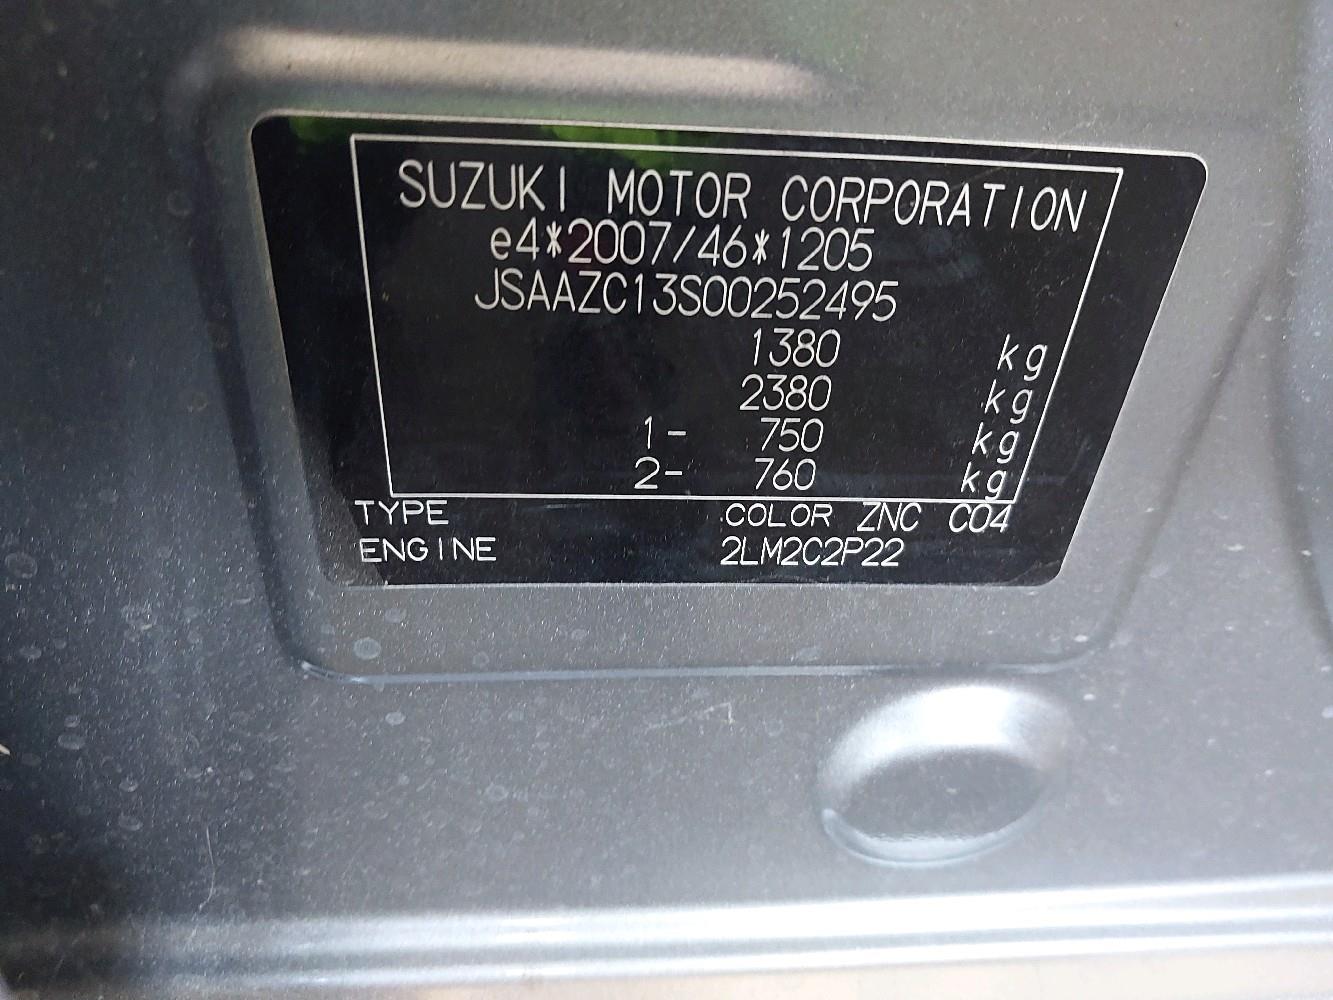 SUZUKI MOTOR CORPORATION
e4*2007/46*1205
JSAAZC13S00252495
1380 kg
2380 kg
1- 750 kg
2- 760 kg
TYPE COLOR ZNC C04
ENGINE 2LM2C2P22